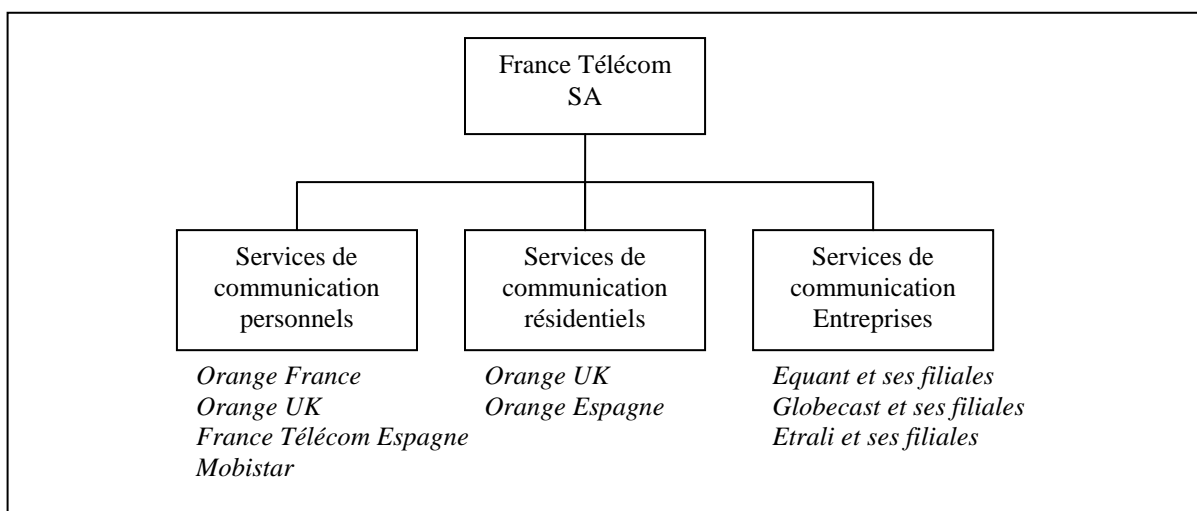 France Télécom
SA
Services de
communication
personnels
Orange France
Orange UK
France Télécom Espagne
Mobistar
Services de
communication
résidentiels
Orange UK
Orange Espagne
Services de
communication
Entreprises
Equant et ses filiales
Globecast et ses filiales
Etrali et ses filiales